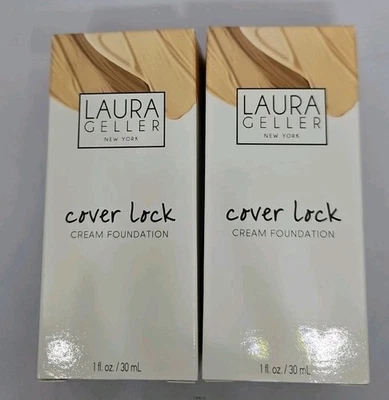 LAURA
GELLER
NEW YORK
cover lock
CREAM FOUNDATION
1 fl. oz. / 30 mL
LAURA
GELLER
NEW YORK
cover lock
CREAM FOUNDATION
1 fl. oz. / 30 mL